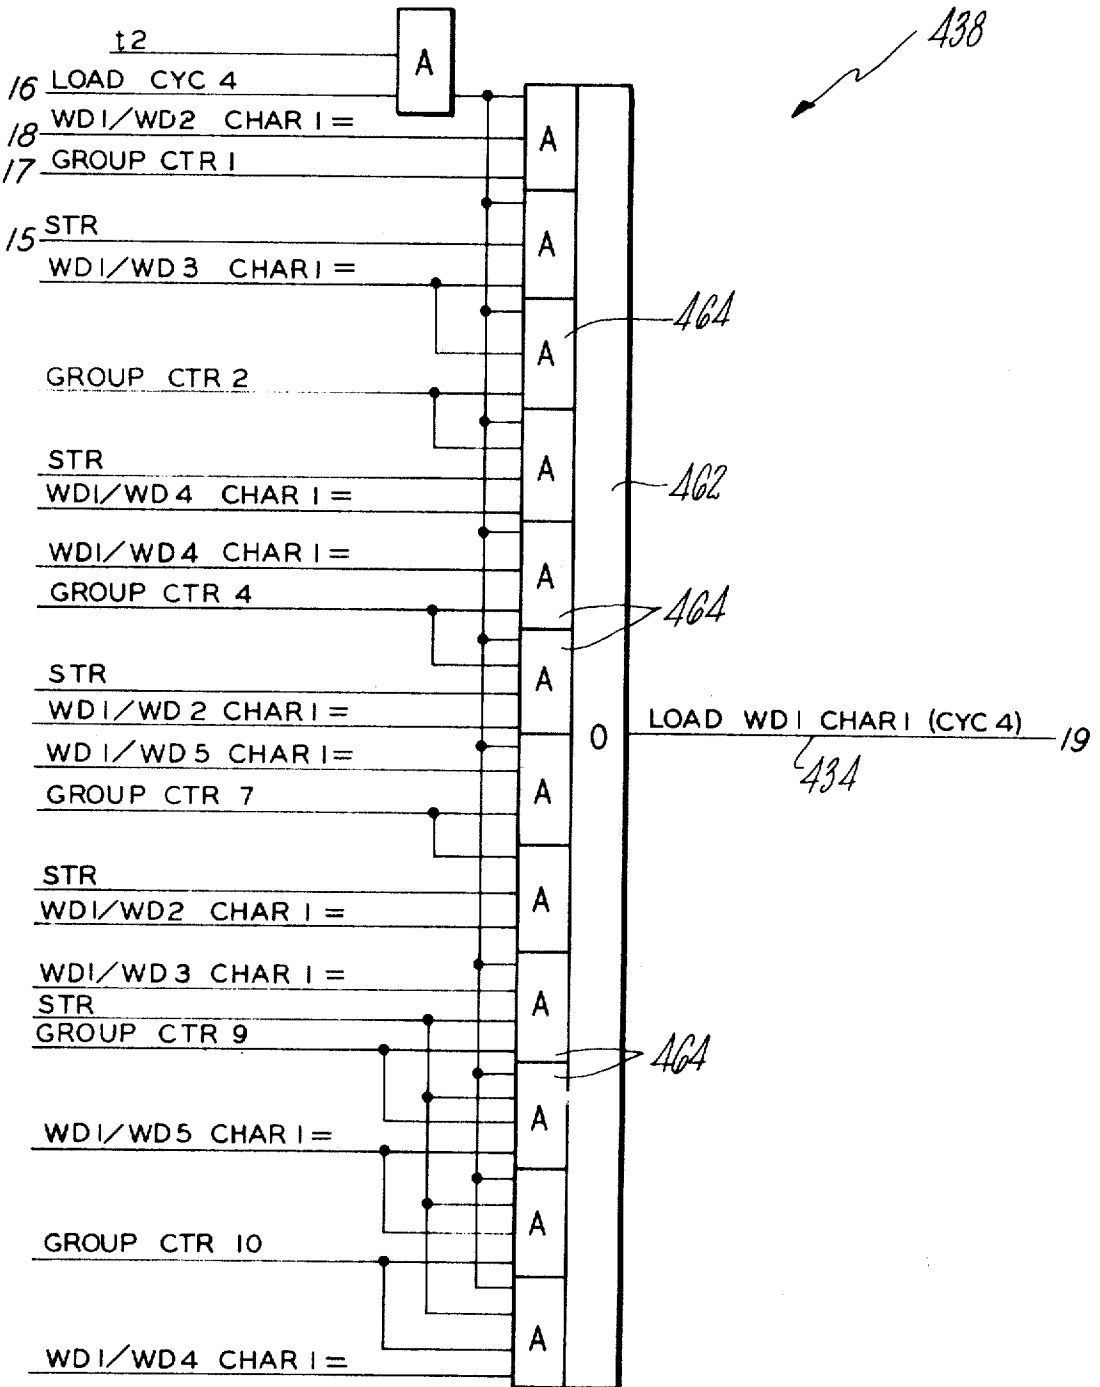 t2
A
438
16 LOAD CYC 4
18 WD1/WD2 CHAR 1 =
A
17 GROUP CTR 1
15 STR
A
WD1/WD3 CHAR 1 =
464
A
GROUP CTR 2
A
STR
462
WD1/WD4 CHAR 1 =
WD1/WD4 CHAR 1 =
A
GROUP CTR 4
464
STR
A
WD1/WD2 CHAR 1 =
O
LOAD WD1 CHAR 1 (CYC 4) 19
434
WD1/WD5 CHAR 1 =
GROUP CTR 7
A
STR
A
WD1/WD2 CHAR 1 =
WD1/WD3 CHAR 1 =
STR
A
GROUP CTR 9
464
A
WD1/WD5 CHAR 1 =
A
GROUP CTR 10
A
WD1/WD4 CHAR 1 =